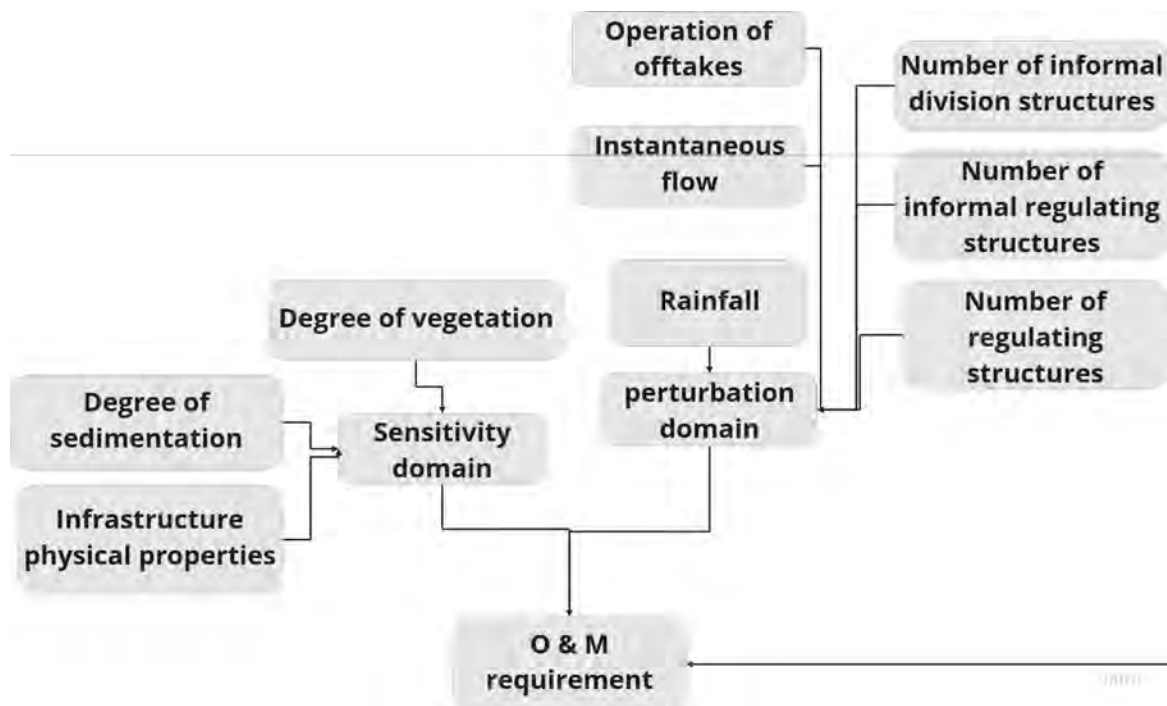 Operation of
offtakes
Number of informal
division structures
Instantaneous
flow
Number of
informal regulating
structures
Rainfall
Number of
regulating
structures
Degree of vegetation
perturbation
domain
Degree of
sedimentation
Sensitivity
domain
Infrastructure
physical properties
O & M
requirement